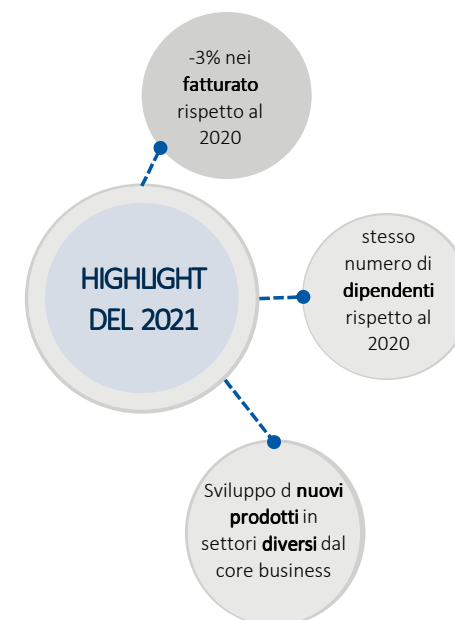 -3% nei
fatturato
rispetto al
2020
HIGHLIGHT
DEL 2021
stesso
numero di
dipendenti
rispetto al
2020
Sviluppo d nuovi
prodotti in
settori diversi dal
core business